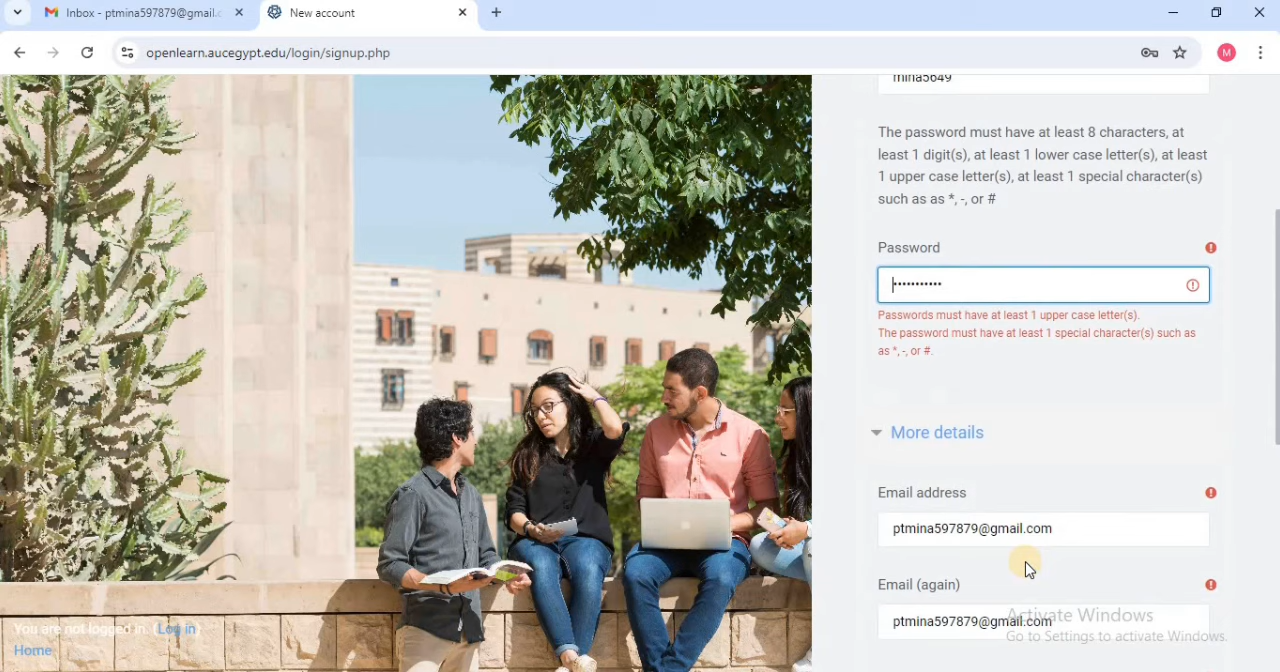 Inbox - ptmina597879@gmail.c
New account
openlearn.aucegypt.edu/login/signup.php
M
mina5649
The password must have at least 8 characters, at
least 1 digit(s), at least 1 lower case letter(s), at least
1 upper case letter(s), at least 1 special character(s)
such as as *, -, or #
Password
•••••••••••
Passwords must have at least 1 upper case letter(s).
The password must have at least 1 special character(s) such as
as *, -, or #.
More details
Email address
ptmina597879@gmail.com
Email (again)
ptmina597879@gmail.com
Activate Windows
Go to Settings to activate Windows.
You are not logged in. (Log in)
Home